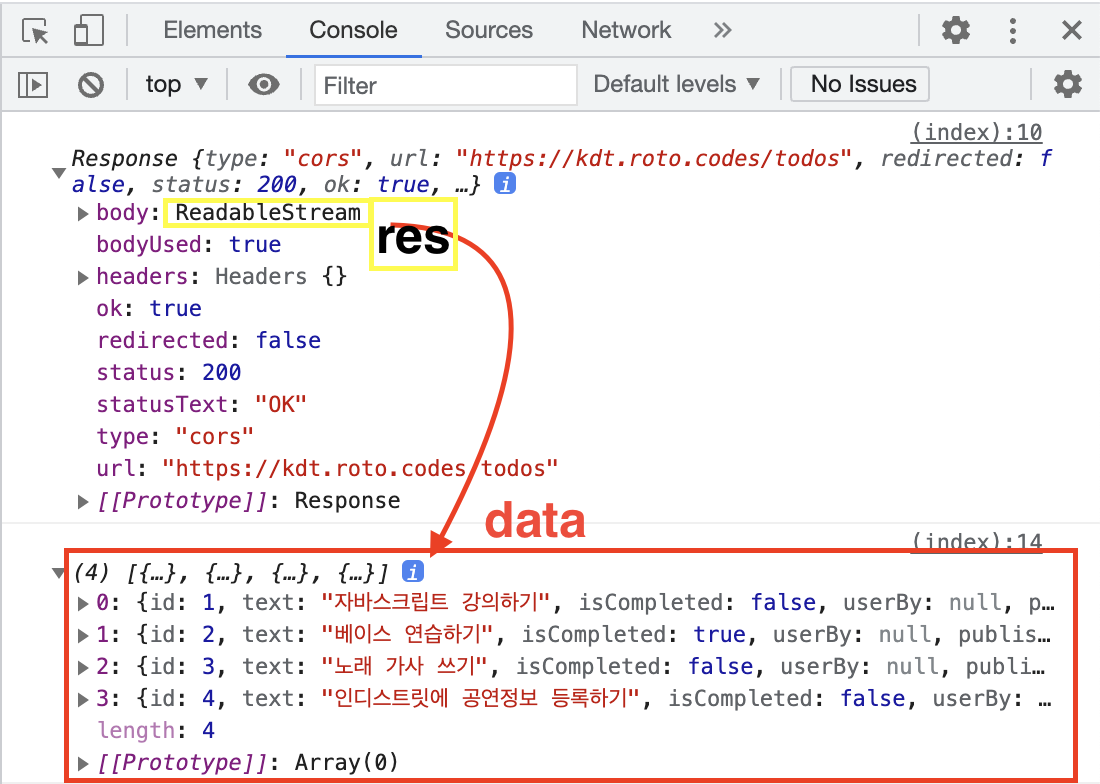 Elements Console Sources Network »
top ▼ Filter Default levels ▼ No Issues
(index):10
▼ Response {type: "cors", url: "https://kdt.roto.codes/todos", redirected: f
alse, status: 200, ok: true, …} i
▶ body: ReadableStream
res
bodyUsed: true
▶ headers: Headers {}
ok: true
redirected: false
status: 200
statusText: "OK"
type: "cors"
url: "https://kdt.roto.codes/todos"
▶ [[Prototype]]: Response
data
(index):14
▼ (4) [{…}, {…}, {…}, {…}] i
▶ 0: {id: 1, text: "자바스크립트 강의하기", isCompleted: false, userBy: null, p…
▶ 1: {id: 2, text: "베이스 연습하기", isCompleted: true, userBy: null, publis…
▶ 2: {id: 3, text: "노래 가사 쓰기", isCompleted: false, userBy: null, publi…
▶ 3: {id: 4, text: "인디스트릿에 공연정보 등록하기", isCompleted: false, userBy: …
length: 4
▶ [[Prototype]]: Array(0)